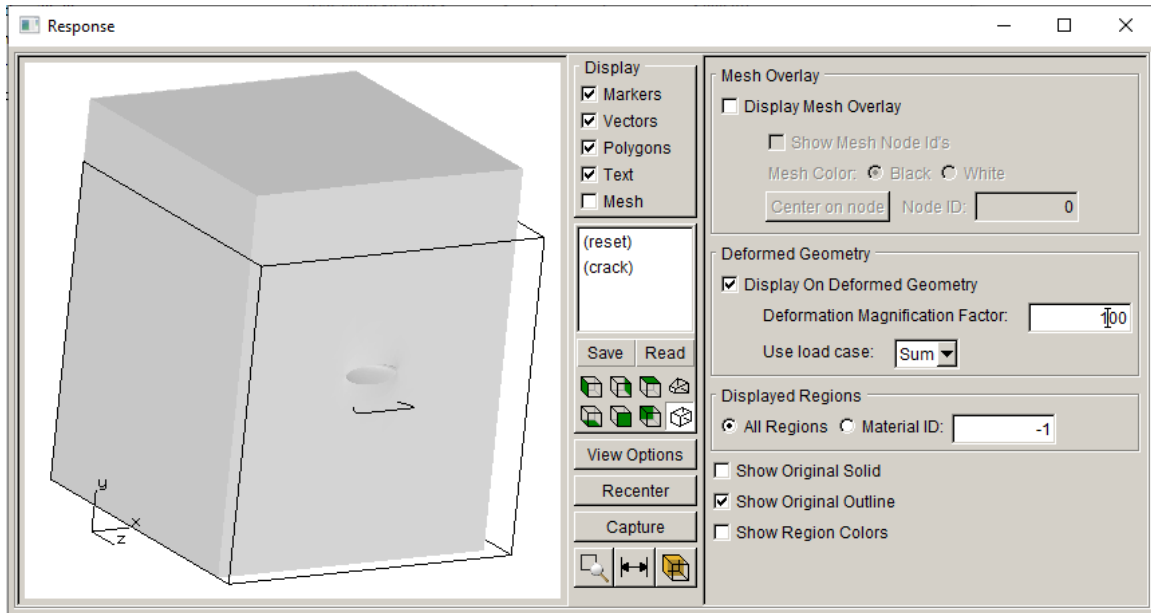 Response
y
x
z
Display
Markers
Vectors
Polygons
Text
Mesh
(reset)
(crack)
Save Read
View Options
Recenter
Capture
Mesh Overlay
Display Mesh Overlay
Show Mesh Node Id's
Mesh Color: Black White
Center on node Node ID: 0
Deformed Geometry
Display On Deformed Geometry
Deformation Magnification Factor: 100
Use load case: Sum
Displayed Regions
All Regions Material ID: -1
Show Original Solid
Show Original Outline
Show Region Colors